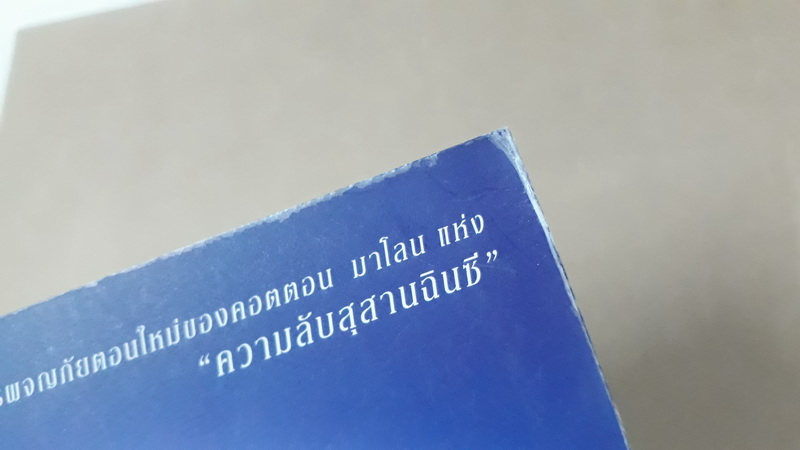 ผจญภัยตอนใหม่ของคอตตอน มาโลน แห่ง
“ความลับสุสานฉินซี”